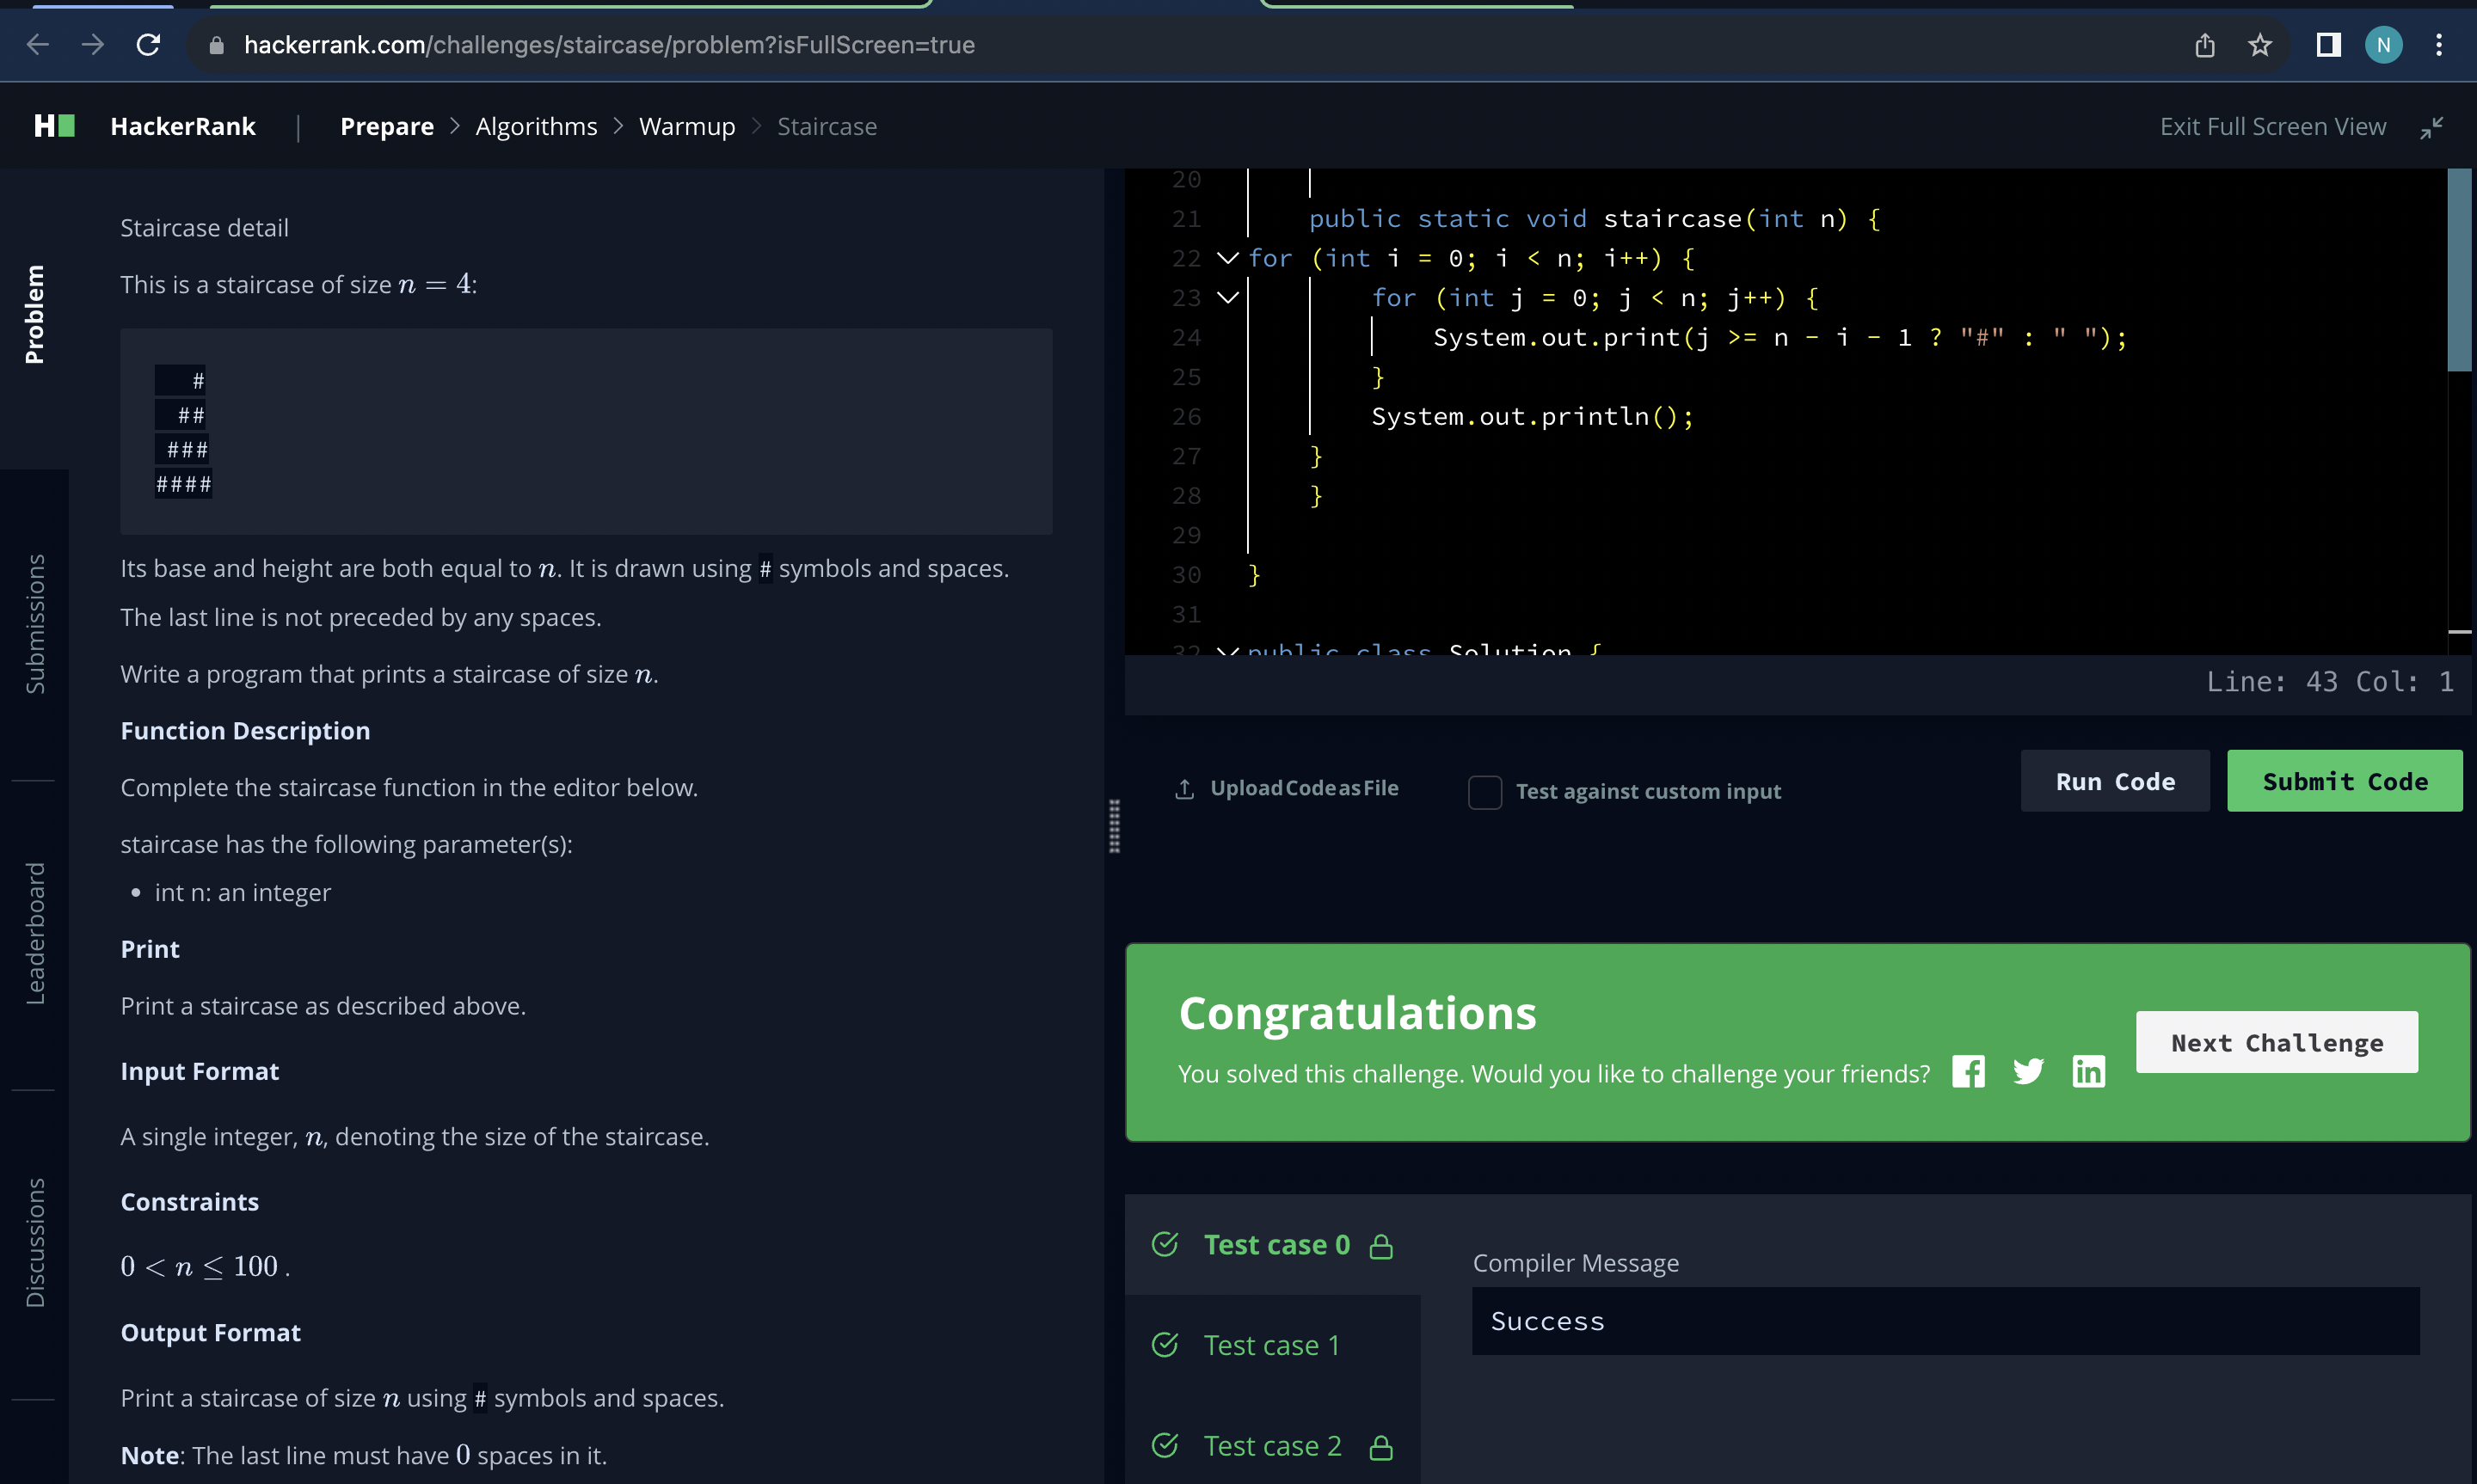 hackerrank.com/challenges/staircase/problem?isFullScreen=true
N
H
HackerRank | Prepare > Algorithms > Warmup > Staircase
Exit Full Screen View
Problem
Submissions
Leaderboard
Discussions
Staircase detail
This is a staircase of size n = 4:
   #
  ##
 ###
####
Its base and height are both equal to n. It is drawn using # symbols and spaces.
The last line is not preceded by any spaces.
Write a program that prints a staircase of size n.
Function Description
Complete the staircase function in the editor below.
staircase has the following parameter(s):
• int n: an integer
Print
Print a staircase as described above.
Input Format
A single integer, n, denoting the size of the staircase.
Constraints
0 < n ≤ 100 .
Output Format
Print a staircase of size n using # symbols and spaces.
Note: The last line must have 0 spaces in it.
20
21     public static void staircase(int n) {
22 for (int i = 0; i < n; i++) {
23         for (int j = 0; j < n; j++) {
24             System.out.print(j >= n - i - 1 ? "#" : " ");
25         }
26         System.out.println();
27     }
28     }
29
30 }
31
32 public class Solution {
Line: 43 Col: 1
Upload Code as File
Test against custom input
Run Code
Submit Code
Congratulations
You solved this challenge. Would you like to challenge your friends?
Next Challenge
Test case 0
Test case 1
Test case 2
Compiler Message
Success